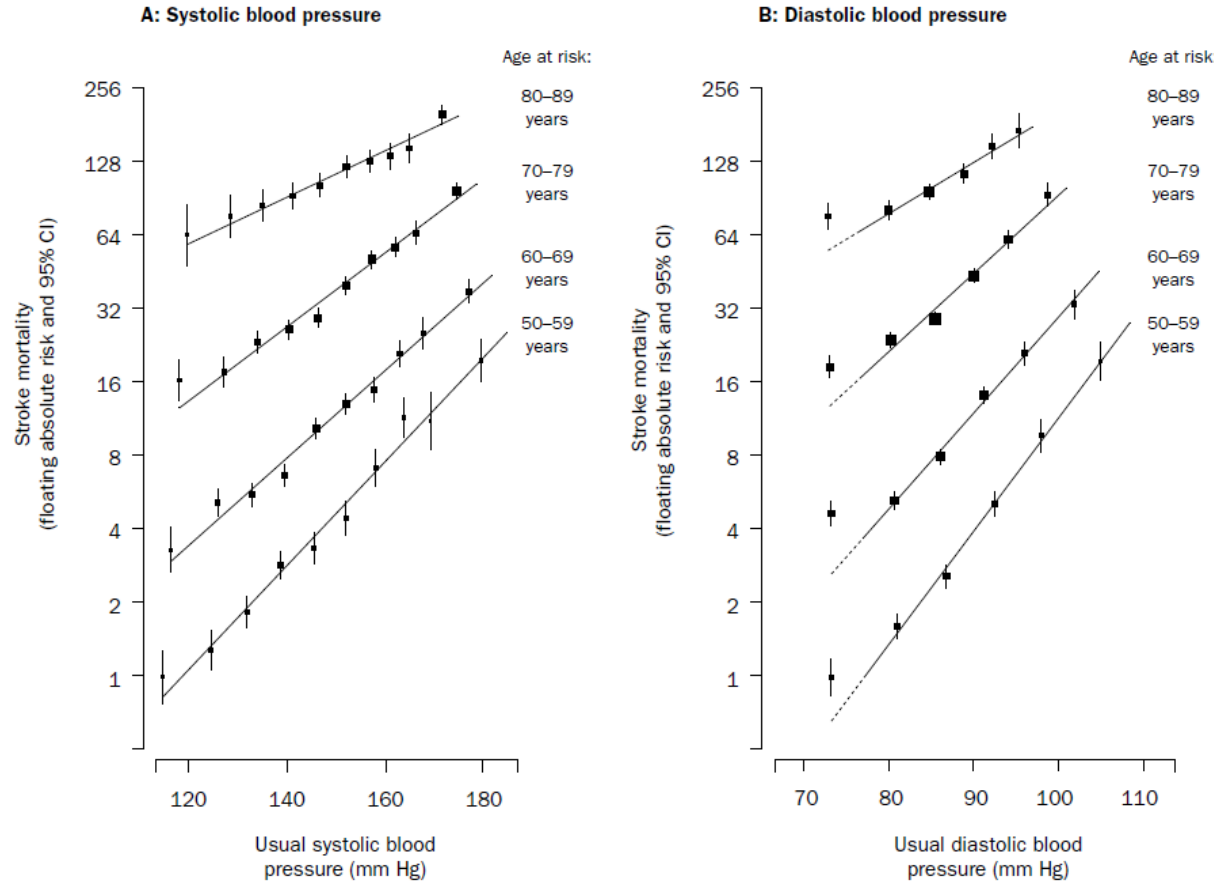 A: Systolic blood pressure
Age at risk:
256
128
64
32
16
8
4
2
1
80–89
years
70–79
years
60–69
years
50–59
years
Stroke mortality
(floating absolute risk and 95% CI)
120 140 160 180
Usual systolic blood
pressure (mm Hg)
B: Diastolic blood pressure
Age at risk
256
128
64
32
16
8
4
2
1
80–89
years
70–79
years
60–69
years
50–59
years
Stroke mortality
(floating absolute risk and 95% CI)
70 80 90 100 110
Usual diastolic blood
pressure (mm Hg)